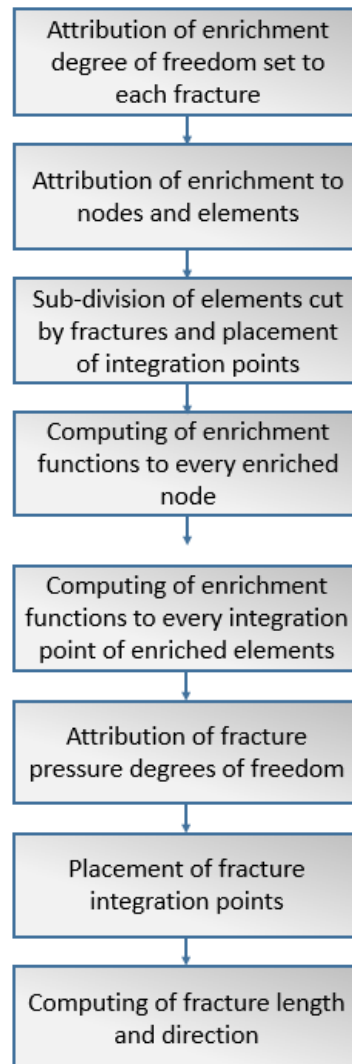 Attribution of enrichment
degree of freedom set to
each fracture
Attribution of enrichment to
nodes and elements
Sub-division of elements cut
by fractures and placement
of integration points
Computing of enrichment
functions to every enriched
node
Computing of enrichment
functions to every integration
point of enriched elements
Attribution of fracture
pressure degrees of freedom
Placement of fracture
integration points
Computing of fracture length
and direction